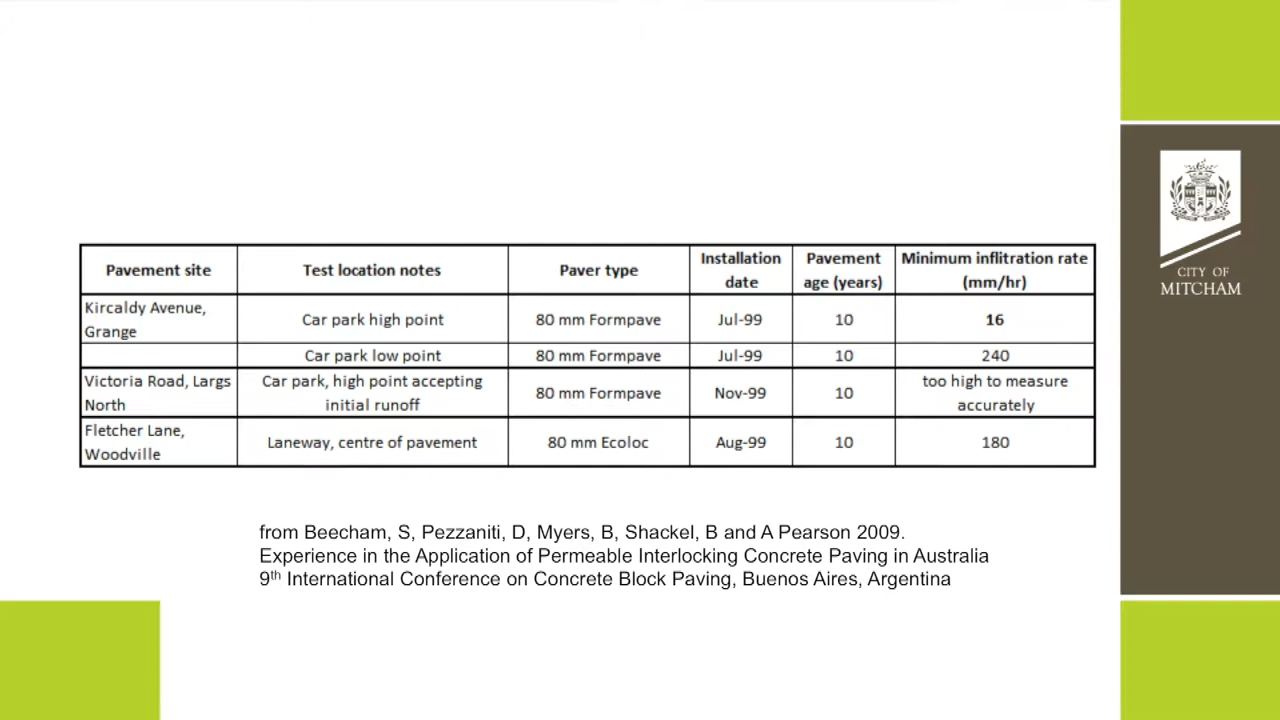 Pavement site Test location notes Paver type Installation date Pavement age (years) Minimum inflitration rate (mm/hr)
Kircaldy Avenue, Grange Car park high point 80 mm Formpave Jul-99 10 16
Car park low point 80 mm Formpave Jul-99 10 240
Victoria Road, Largs North Car park, high point accepting initial runoff 80 mm Formpave Nov-99 10 too high to measure accurately
Fletcher Lane, Woodville Laneway, centre of pavement 80 mm Ecoloc Aug-99 10 180
from Beecham, S, Pezzaniti, D, Myers, B, Shackel, B and A Pearson 2009.
Experience in the Application of Permeable Interlocking Concrete Paving in Australia
9th International Conference on Concrete Block Paving, Buenos Aires, Argentina
CITY OF
MITCHAM